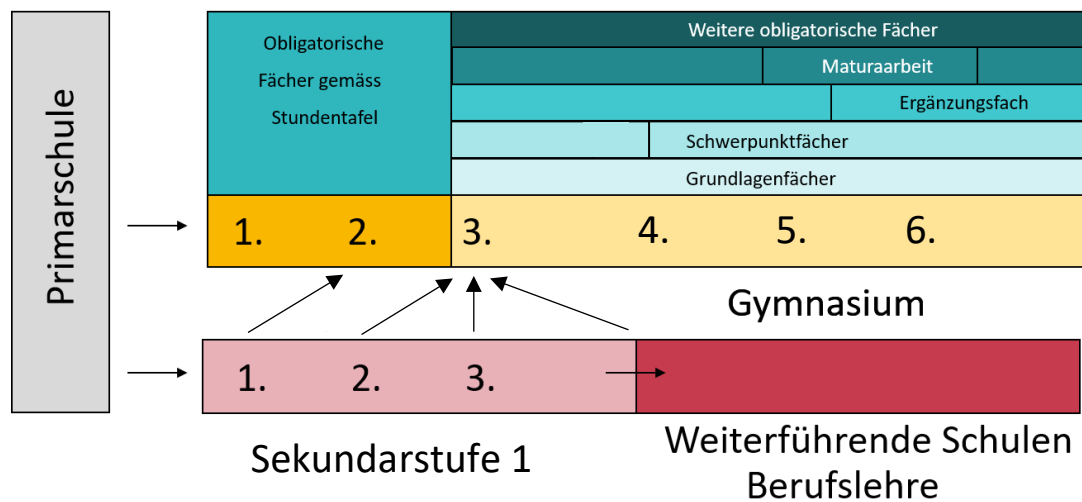 Primarschule
Obligatorische
Fächer gemäss
Stundentafel
Weitere obligatorische Fächer
Maturaarbeit
Ergänzungsfach
Schwerpunktfächer
Grundlagenfächer
1. 2. 3. 4. 5. 6.
Gymnasium
1. 2. 3.
Sekundarstufe 1
Weiterführende Schulen
Berufslehre